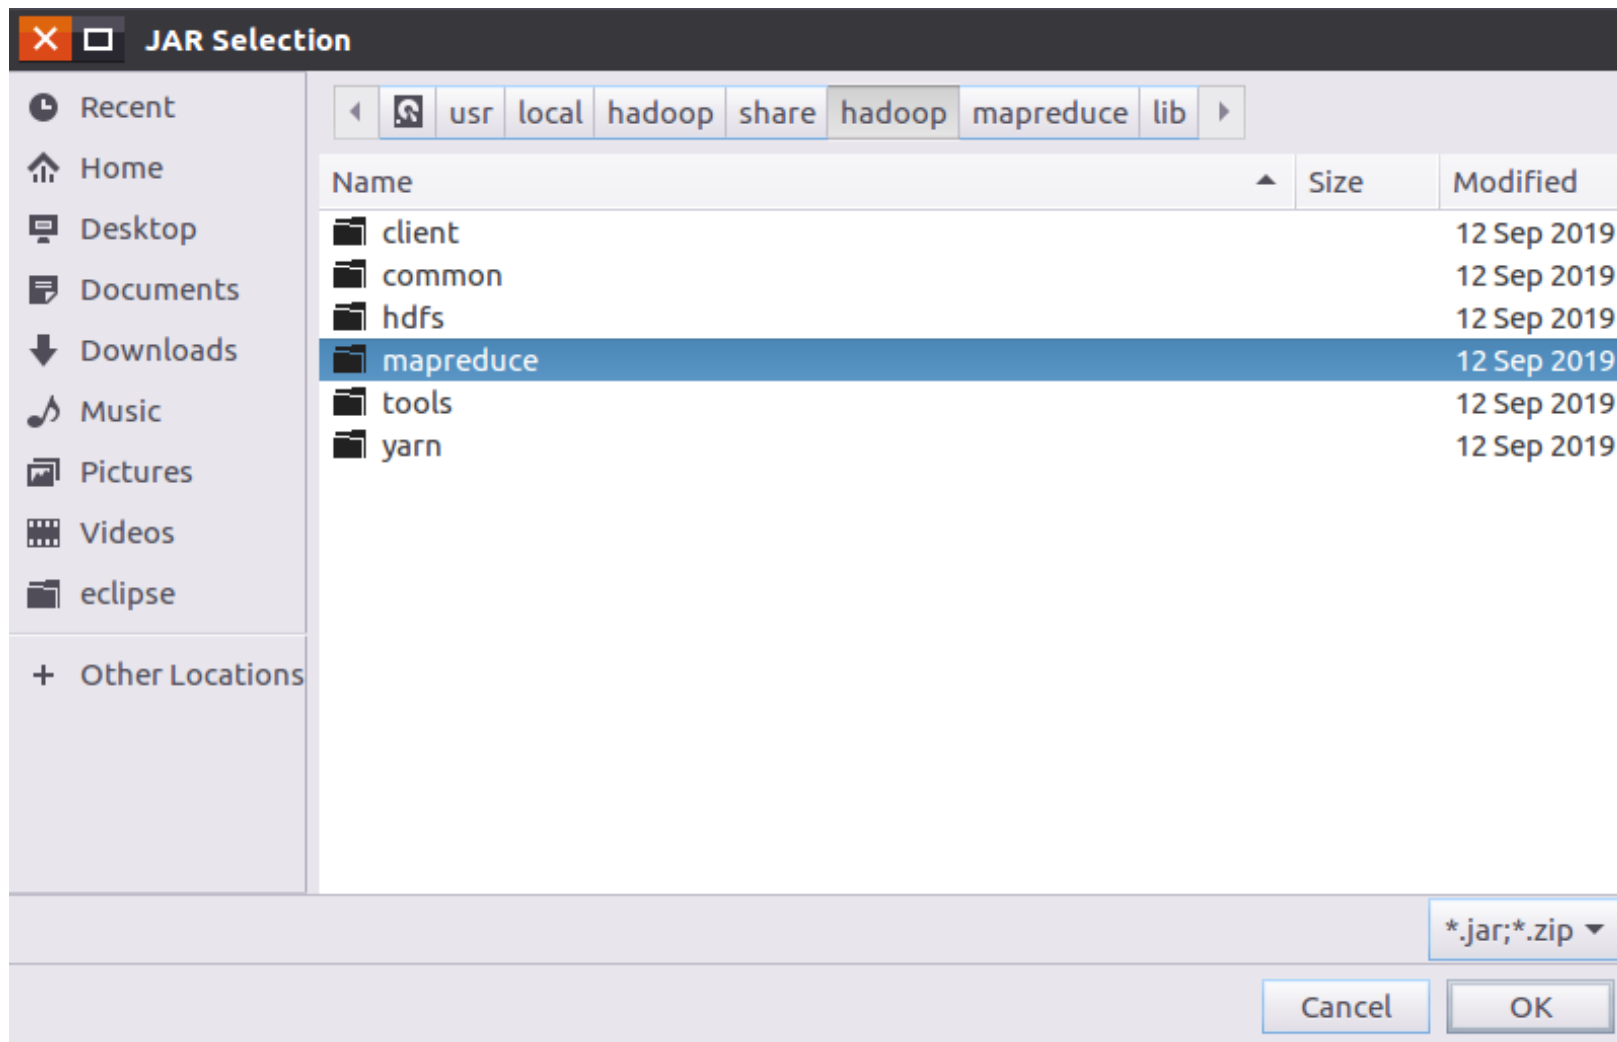 JAR Selection
Recent
Home
Desktop
Documents
Downloads
Music
Pictures
Videos
eclipse
+ Other Locations
usr local hadoop share hadoop mapreduce lib
Name Size Modified
client 12 Sep 2019
common 12 Sep 2019
hdfs 12 Sep 2019
mapreduce 12 Sep 2019
tools 12 Sep 2019
yarn 12 Sep 2019
*.jar;*.zip
Cancel OK